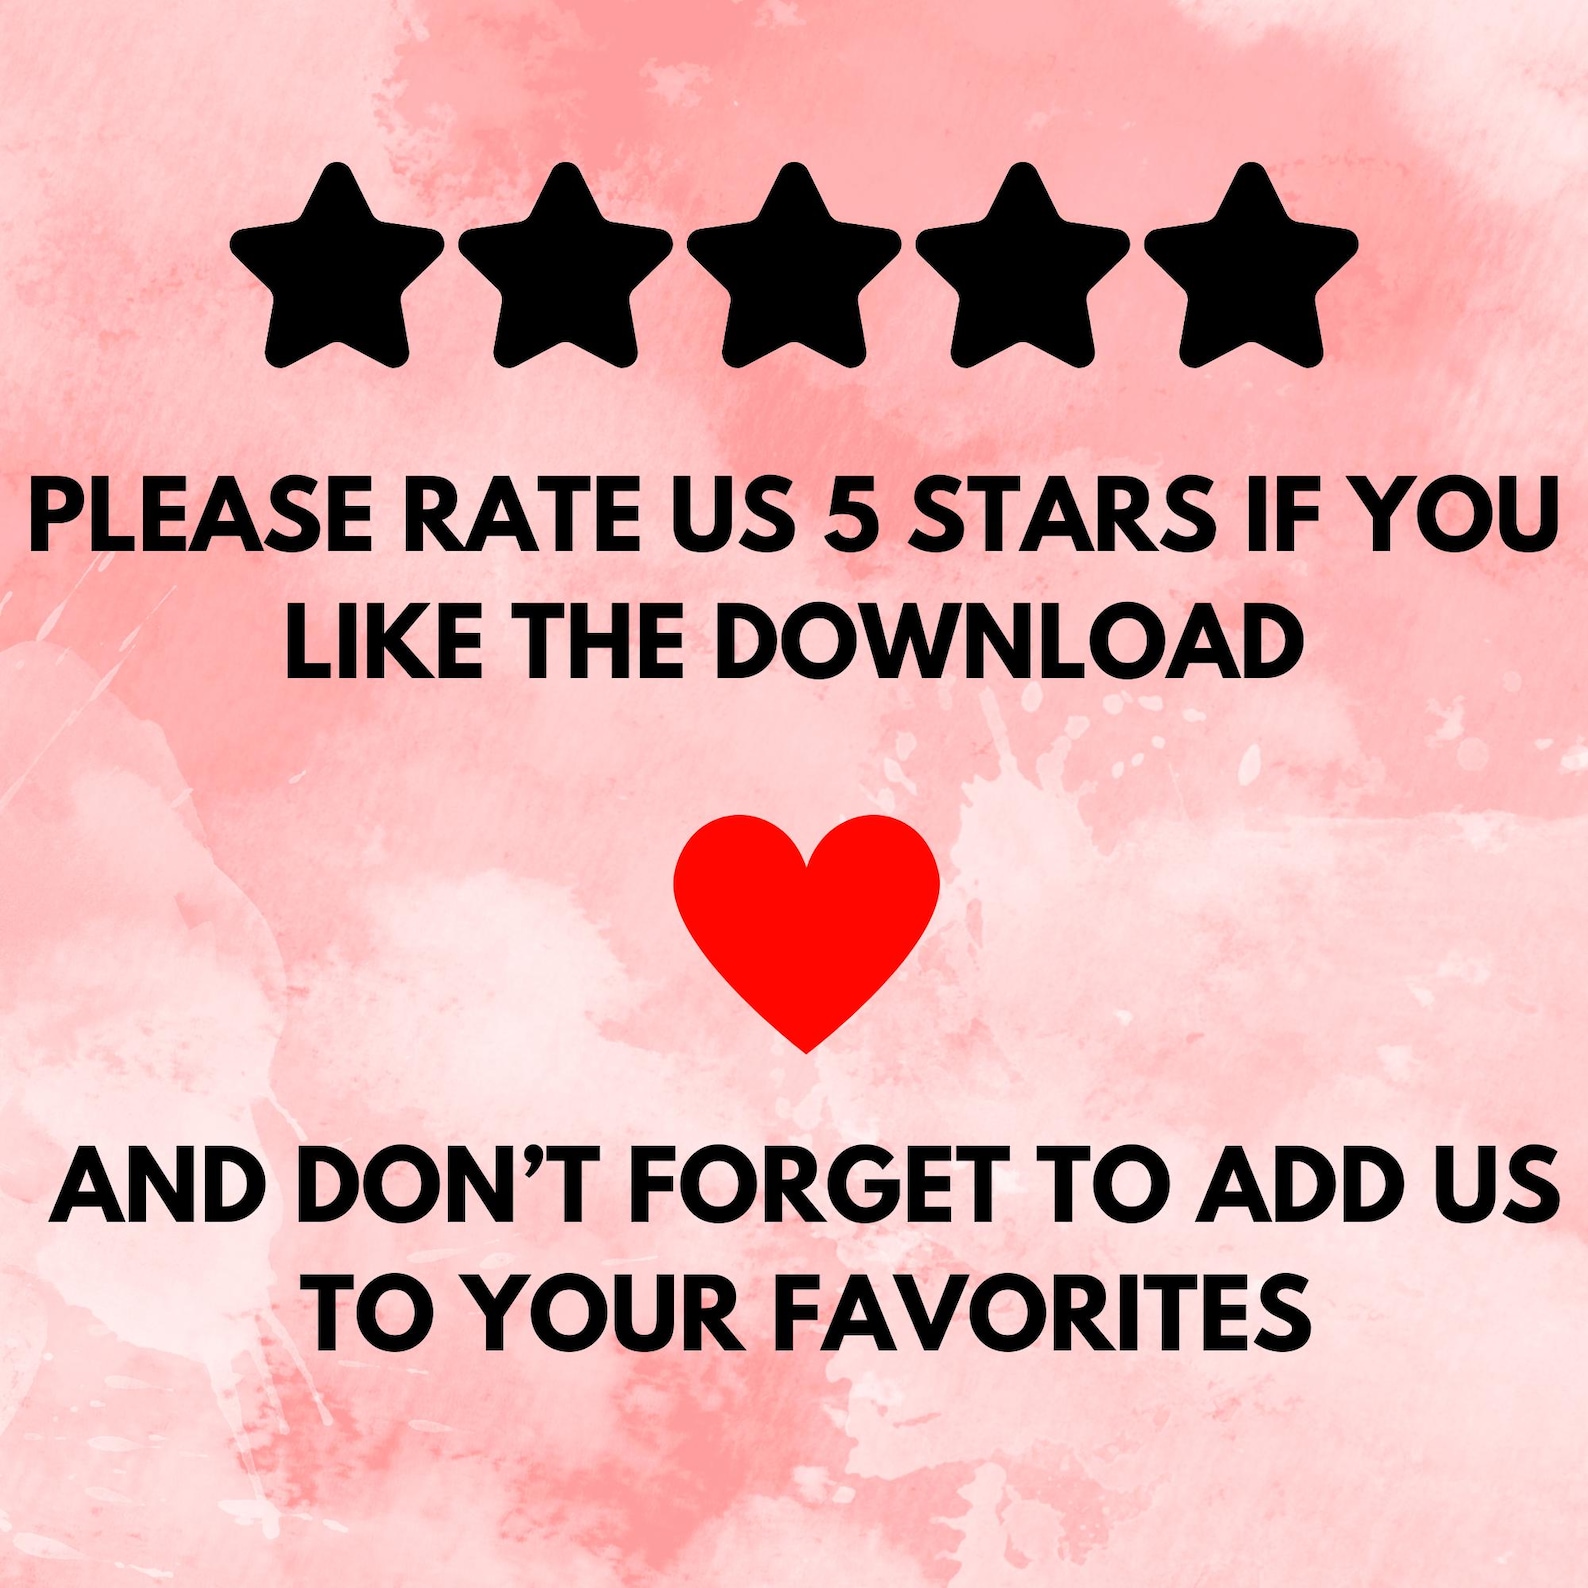 PLEASE RATE US 5 STARS IF YOU
LIKE THE DOWNLOAD
AND DON’T FORGET TO ADD US
TO YOUR FAVORITES